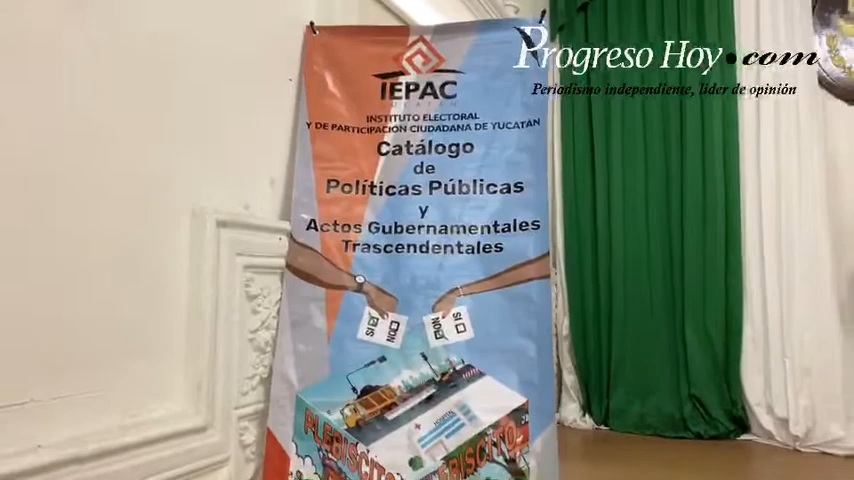 Progreso Hoy.com
Periodismo independiente, líder de opinión
IEPAC
YUCATÁN
INSTITUTO ELECTORAL
Y DE PARTICIPACIÓN CIUDADANA DE YUCATÁN
Catálogo
de
Políticas Públicas
y
Actos Gubernamentales
Trascendentales
SI NO
NO SI
HOSPITAL
PLEBISCITO
PLEBISCITO